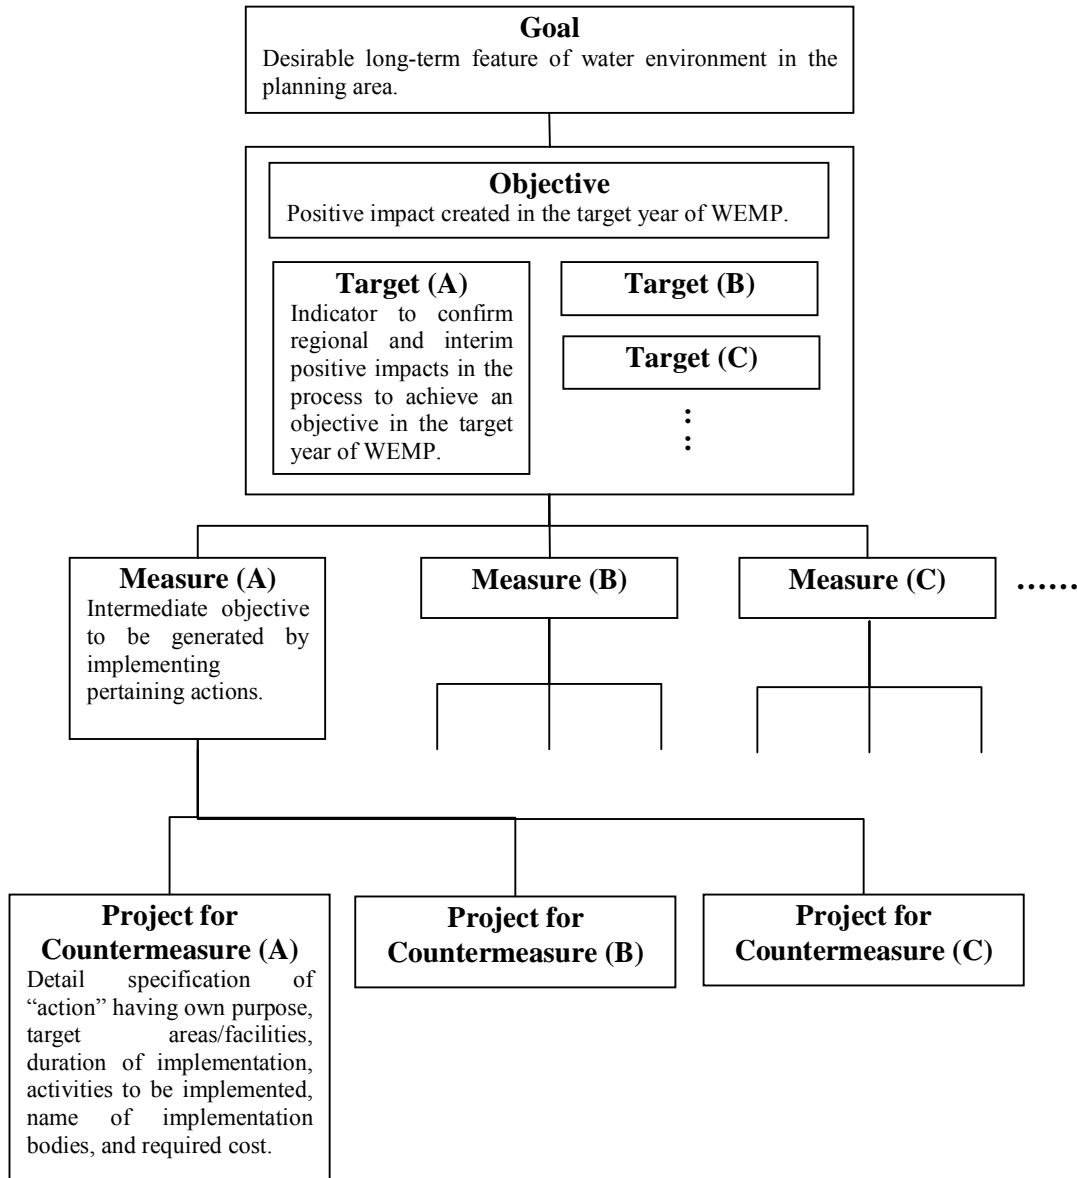 Goal
Desirable long-term feature of water environment in the
planning area.
Objective
Positive impact created in the target year of WEMP.
Target (A)
Indicator to confirm
regional and interim
positive impacts in the
process to achieve an
objective in the target
year of WEMP.
Target (B)
Target (C)
:
:
Measure (A)
Intermediate objective
to be generated by
implementing
pertaining actions.
Measure (B)
Measure (C)
……
Project for
Countermeasure (A)
Detail specification of
“action” having own purpose,
target areas/facilities,
duration of implementation,
activities to be implemented,
name of implementation
bodies, and required cost.
Project for
Countermeasure (B)
Project for
Countermeasure (C)